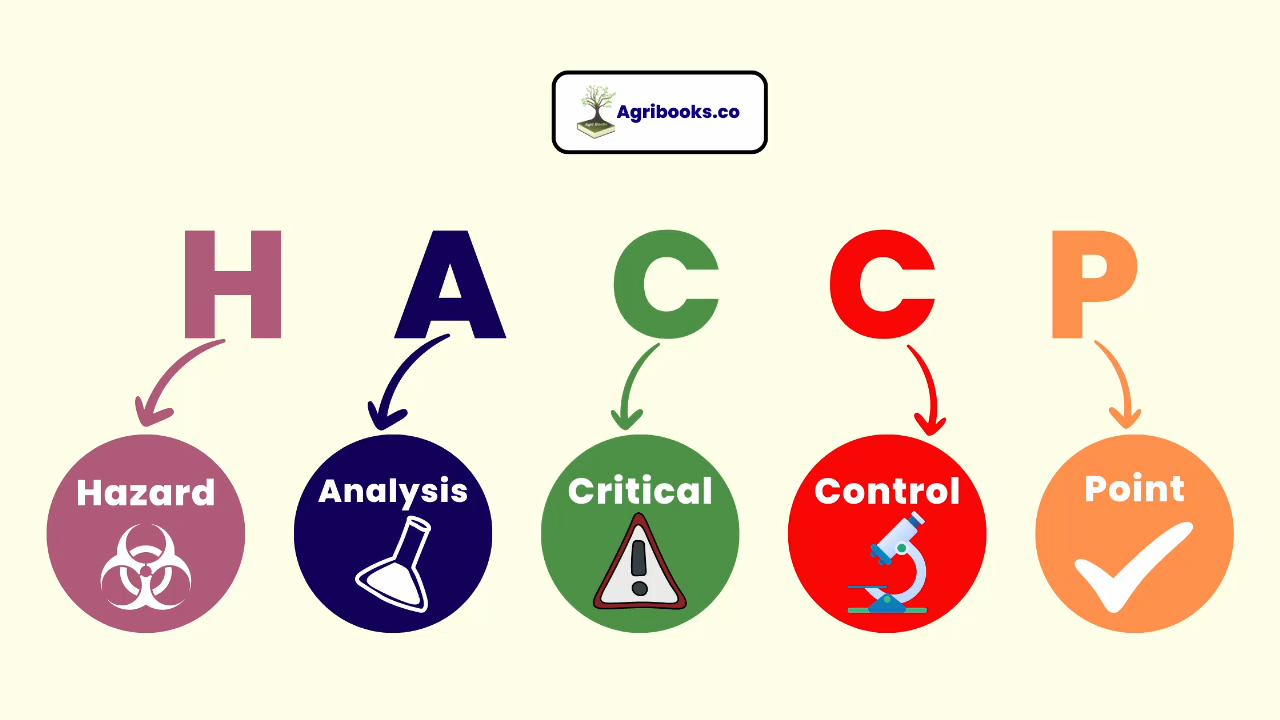 Agribooks.co
H A C C P
Hazard Analysis Critical Control Point